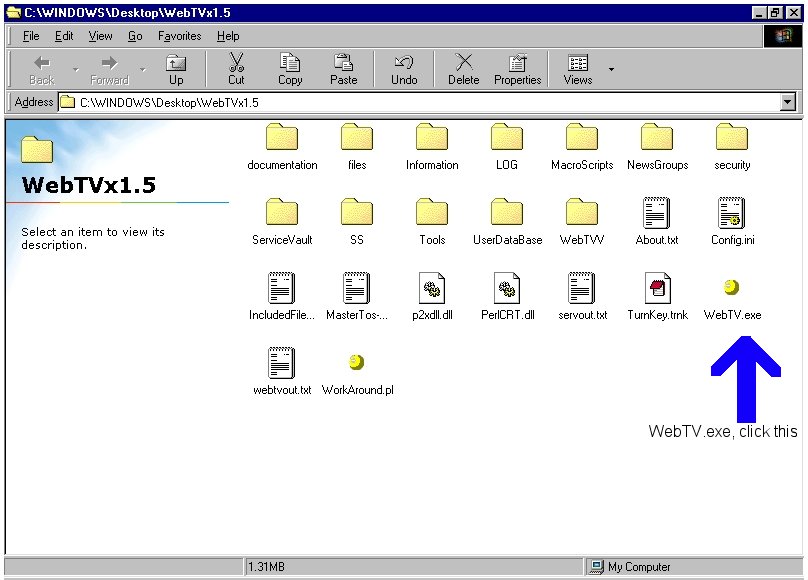 C:\WINDOWS\Desktop\WebTVx1.5
File Edit View Go Favorites Help
Back Forward Up Cut Copy Paste Undo Delete Properties Views
Address C:\WINDOWS\Desktop\WebTVx1.5
documentation files Information LOG MacroScripts NewsGroups security
WebTVx1.5
Select an item to view its
description.
ServiceVault SS Tools UserDataBase WebTVV About.txt Config.ini
IncludedFile... MasterTos-... p2xdll.dll PerlCRT.dll servout.txt TurnKey.trnk WebTV.exe
webtvout.txt WorkAround.pl
WebTV.exe, click this
1.31MB My Computer